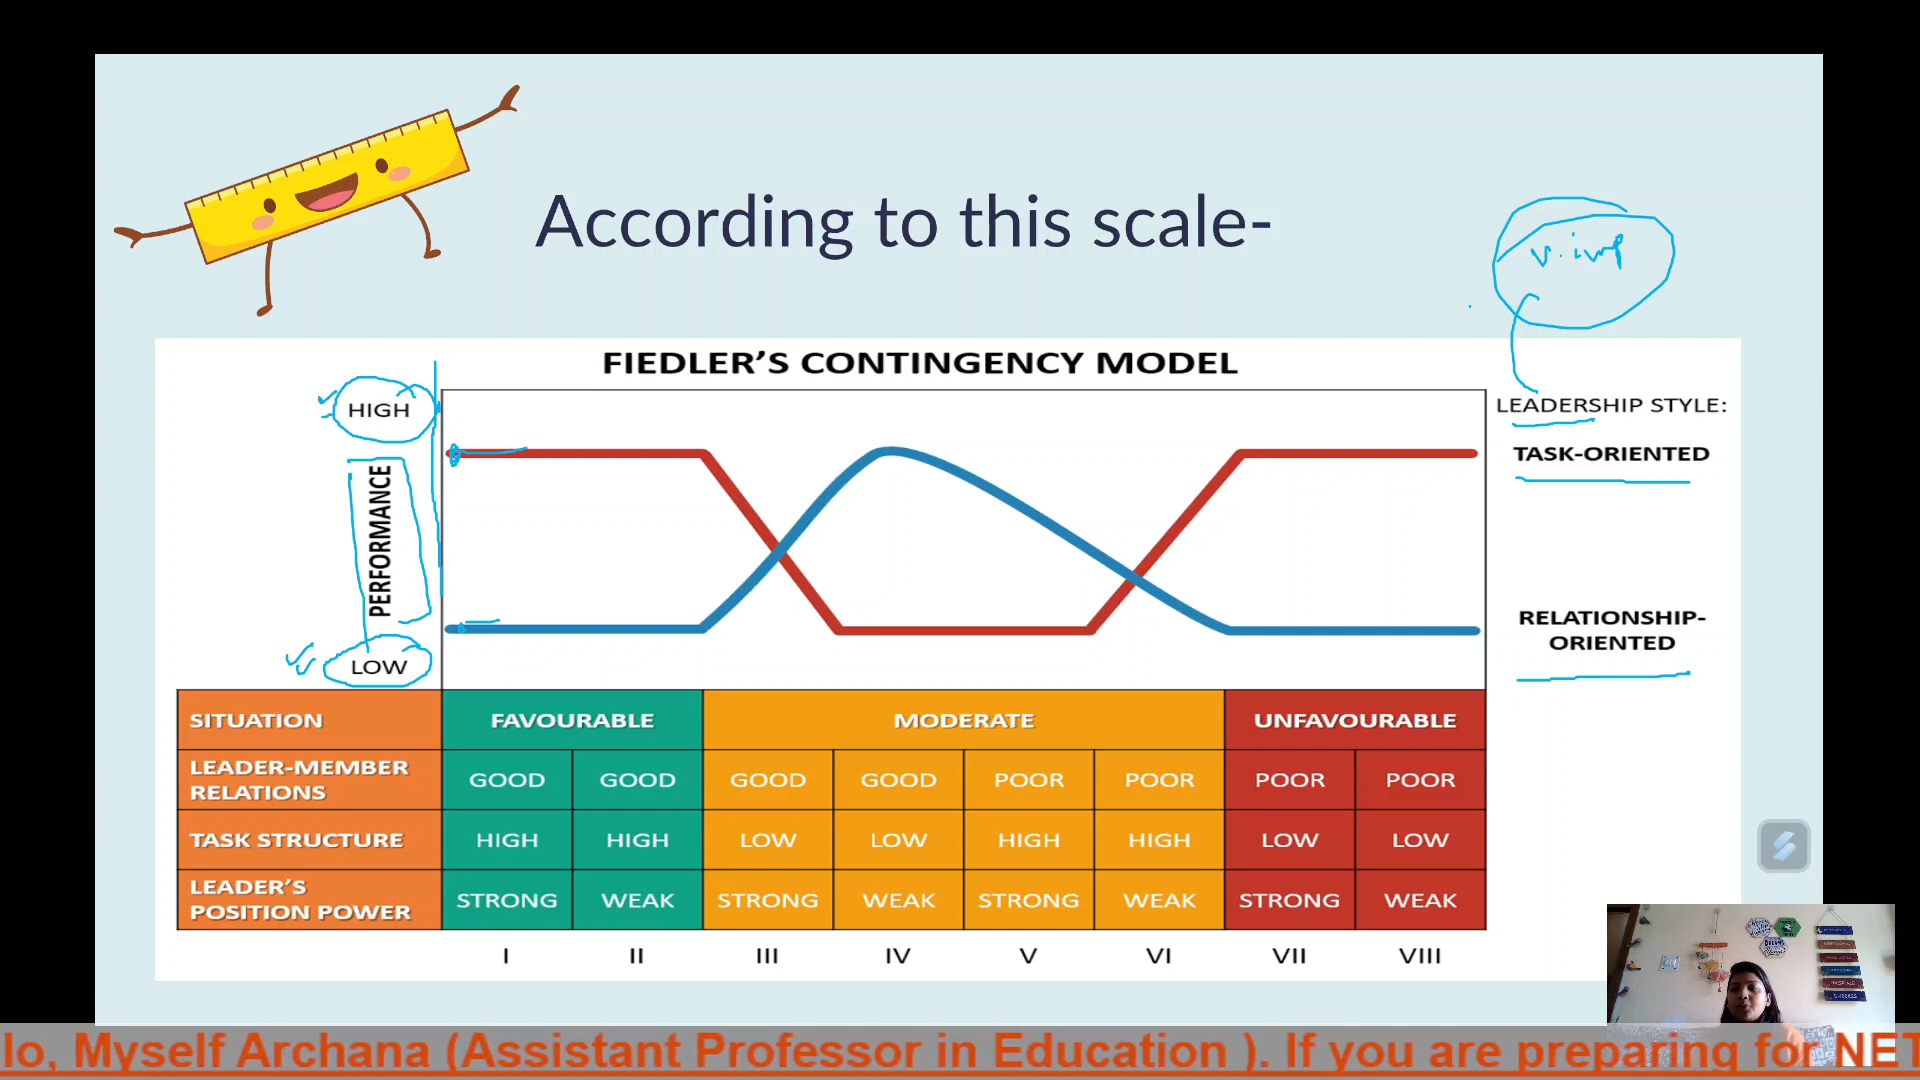 According to this scale-
v. imp
FIEDLER'S CONTINGENCY MODEL
HIGH
PERFORMANCE
LOW
LEADERSHIP STYLE:
TASK-ORIENTED
RELATIONSHIP-
ORIENTED
SITUATION FAVOURABLE MODERATE UNFAVOURABLE
LEADER-MEMBER
RELATIONS GOOD GOOD GOOD GOOD POOR POOR POOR POOR
TASK STRUCTURE HIGH HIGH LOW LOW HIGH HIGH LOW LOW
LEADER'S
POSITION POWER STRONG WEAK STRONG WEAK STRONG WEAK STRONG WEAK
I II III IV V VI VII VIII
lo, Myself Archana (Assistant Professor in Education ). If you are preparing for NET